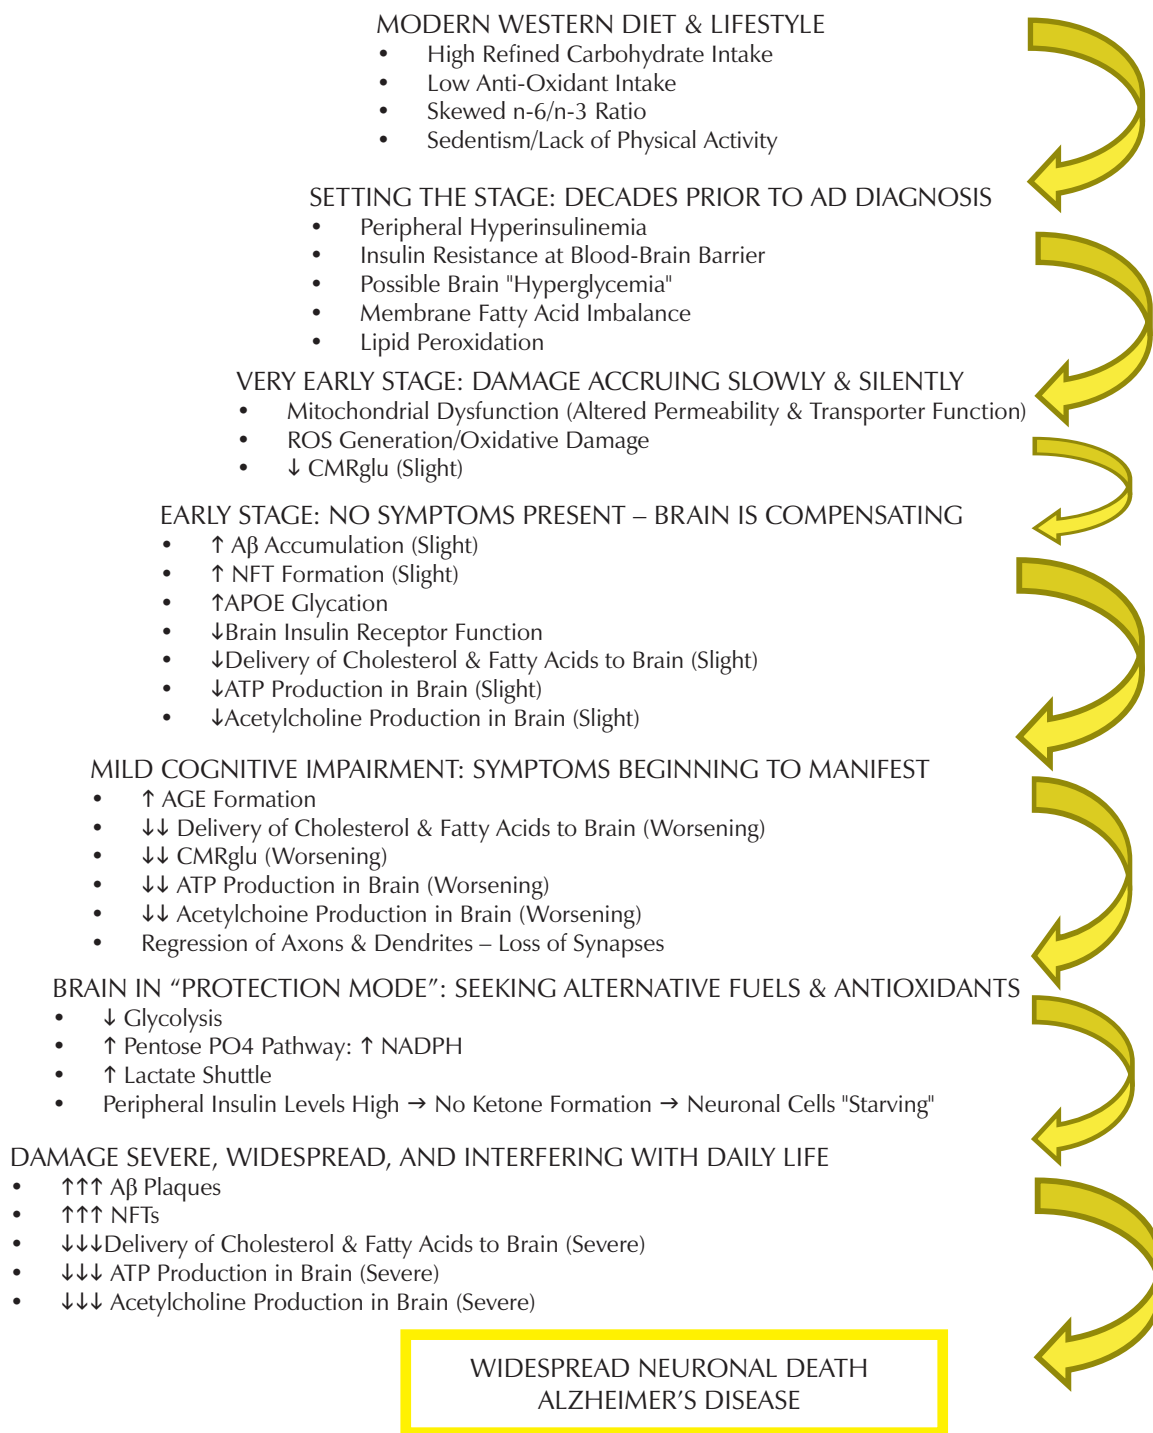 MODERN WESTERN DIET & LIFESTYLE
• High Refined Carbohydrate Intake
• Low Anti-Oxidant Intake
• Skewed n-6/n-3 Ratio
• Sedentism/Lack of Physical Activity
SETTING THE STAGE: DECADES PRIOR TO AD DIAGNOSIS
• Peripheral Hyperinsulinemia
• Insulin Resistance at Blood-Brain Barrier
• Possible Brain "Hyperglycemia"
• Membrane Fatty Acid Imbalance
• Lipid Peroxidation
VERY EARLY STAGE: DAMAGE ACCRUING SLOWLY & SILENTLY
• Mitochondrial Dysfunction (Altered Permeability & Transporter Function)
• ROS Generation/Oxidative Damage
• ↓ CMRglu (Slight)
EARLY STAGE: NO SYMPTOMS PRESENT – BRAIN IS COMPENSATING
• ↑ Aβ Accumulation (Slight)
• ↑ NFT Formation (Slight)
• ↑APOE Glycation
• ↓Brain Insulin Receptor Function
• ↓Delivery of Cholesterol & Fatty Acids to Brain (Slight)
• ↓ATP Production in Brain (Slight)
• ↓Acetylcholine Production in Brain (Slight)
MILD COGNITIVE IMPAIRMENT: SYMPTOMS BEGINNING TO MANIFEST
• ↑ AGE Formation
• ↓↓ Delivery of Cholesterol & Fatty Acids to Brain (Worsening)
• ↓↓ CMRglu (Worsening)
• ↓↓ ATP Production in Brain (Worsening)
• ↓↓ Acetylchoine Production in Brain (Worsening)
• Regression of Axons & Dendrites – Loss of Synapses
BRAIN IN “PROTECTION MODE”: SEEKING ALTERNATIVE FUELS & ANTIOXIDANTS
• ↓ Glycolysis
• ↑ Pentose PO4 Pathway: ↑ NADPH
• ↑ Lactate Shuttle
• Peripheral Insulin Levels High → No Ketone Formation → Neuronal Cells "Starving"
DAMAGE SEVERE, WIDESPREAD, AND INTERFERING WITH DAILY LIFE
• ↑↑↑ Aβ Plaques
• ↑↑↑ NFTs
• ↓↓↓Delivery of Cholesterol & Fatty Acids to Brain (Severe)
• ↓↓↓ ATP Production in Brain (Severe)
• ↓↓↓ Acetylcholine Production in Brain (Severe)
WIDESPREAD NEURONAL DEATH
ALZHEIMER’S DISEASE